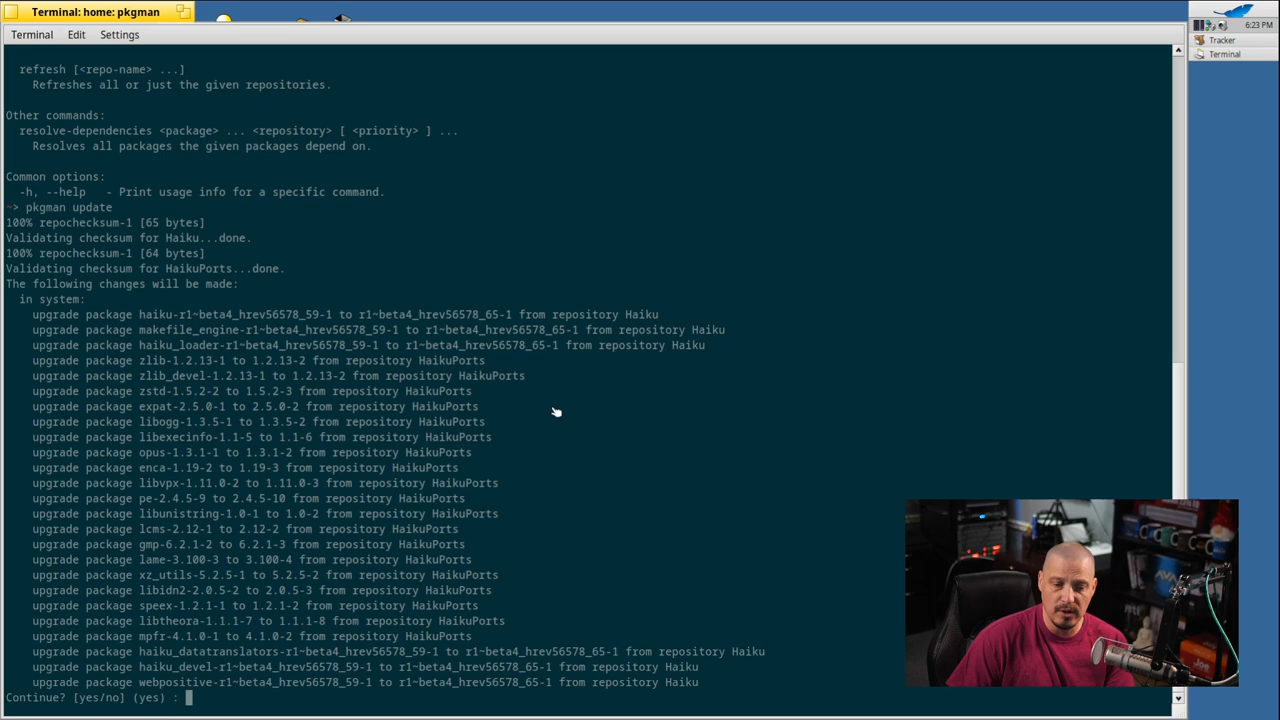 Terminal: home: pkgman
Terminal Edit Settings
6:23 PM
Tracker
Terminal
refresh [<repo-name> ...]
Refreshes all or just the given repositories.
Other commands:
resolve-dependencies <package> ... <repository> [ <priority> ] ...
Resolves all packages the given packages depend on.
Common options:
-h, --help - Print usage info for a specific command.
~> pkgman update
100% repochecksum-1 [65 bytes]
Validating checksum for Haiku...done.
100% repochecksum-1 [64 bytes]
Validating checksum for HaikuPorts...done.
The following changes will be made:
in system:
upgrade package haiku-r1~beta4_hrev56578_59-1 to r1~beta4_hrev56578_65-1 from repository Haiku
upgrade package makefile_engine-r1~beta4_hrev56578_59-1 to r1~beta4_hrev56578_65-1 from repository Haiku
upgrade package haiku_loader-r1~beta4_hrev56578_59-1 to r1~beta4_hrev56578_65-1 from repository Haiku
upgrade package zlib-1.2.13-1 to 1.2.13-2 from repository HaikuPorts
upgrade package zlib_devel-1.2.13-1 to 1.2.13-2 from repository HaikuPorts
upgrade package zstd-1.5.2-2 to 1.5.2-3 from repository HaikuPorts
upgrade package expat-2.5.0-1 to 2.5.0-2 from repository HaikuPorts
upgrade package libogg-1.3.5-1 to 1.3.5-2 from repository HaikuPorts
upgrade package libexecinfo-1.1-5 to 1.1-6 from repository HaikuPorts
upgrade package opus-1.3.1-1 to 1.3.1-2 from repository HaikuPorts
upgrade package enca-1.19-2 to 1.19-3 from repository HaikuPorts
upgrade package libvpx-1.11.0-2 to 1.11.0-3 from repository HaikuPorts
upgrade package pe-2.4.5-9 to 2.4.5-10 from repository HaikuPorts
upgrade package libunistring-1.0-1 to 1.0-2 from repository HaikuPorts
upgrade package lcms-2.12-1 to 2.12-2 from repository HaikuPorts
upgrade package gmp-6.2.1-2 to 6.2.1-3 from repository HaikuPorts
upgrade package lame-3.100-3 to 3.100-4 from repository HaikuPorts
upgrade package xz_utils-5.2.5-1 to 5.2.5-2 from repository HaikuPorts
upgrade package libidn2-2.0.5-2 to 2.0.5-3 from repository HaikuPorts
upgrade package speex-1.2.1-1 to 1.2.1-2 from repository HaikuPorts
upgrade package libtheora-1.1.1-7 to 1.1.1-8 from repository HaikuPorts
upgrade package mpfr-4.1.0-1 to 4.1.0-2 from repository HaikuPorts
upgrade package haiku_datatranslators-r1~beta4_hrev56578_59-1 to r1~beta4_hrev56578_65-1 from repository Haiku
upgrade package haiku_devel-r1~beta4_hrev56578_59-1 to r1~beta4_hrev56578_65-1 from repository Haiku
upgrade package webpositive-r1~beta4_hrev56578_59-1 to r1~beta4_hrev56578_65-1 from repository Haiku
Continue? [yes/no] (yes) :